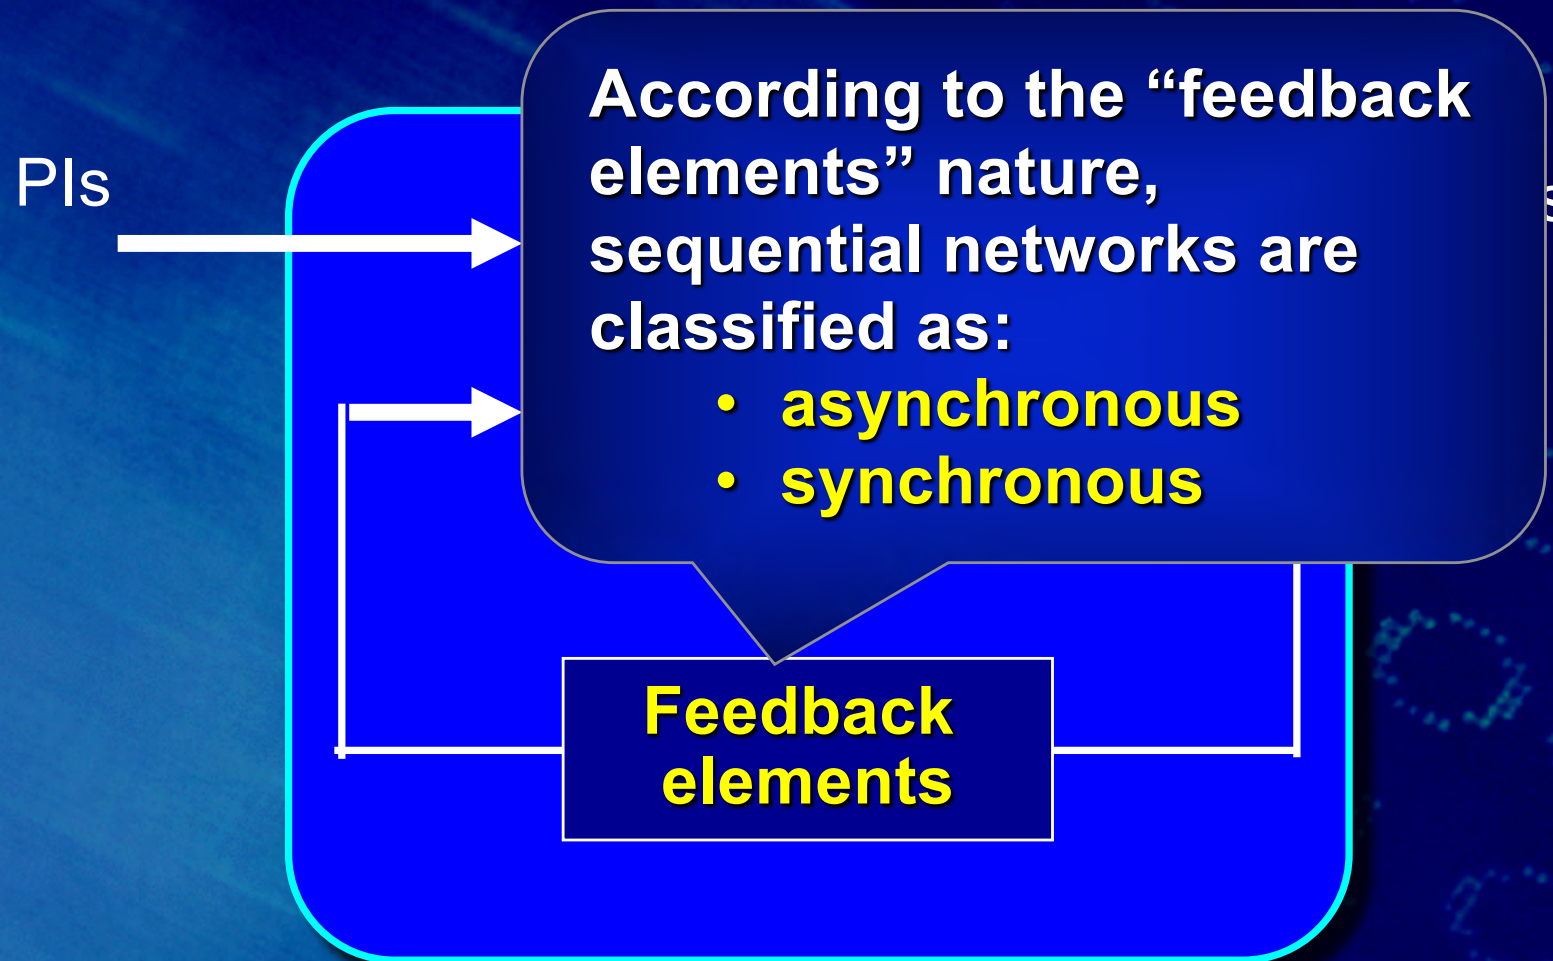 PIs
According to the “feedback
elements” nature,
sequential networks are
classified as:
• asynchronous
• synchronous
Feedback
elements